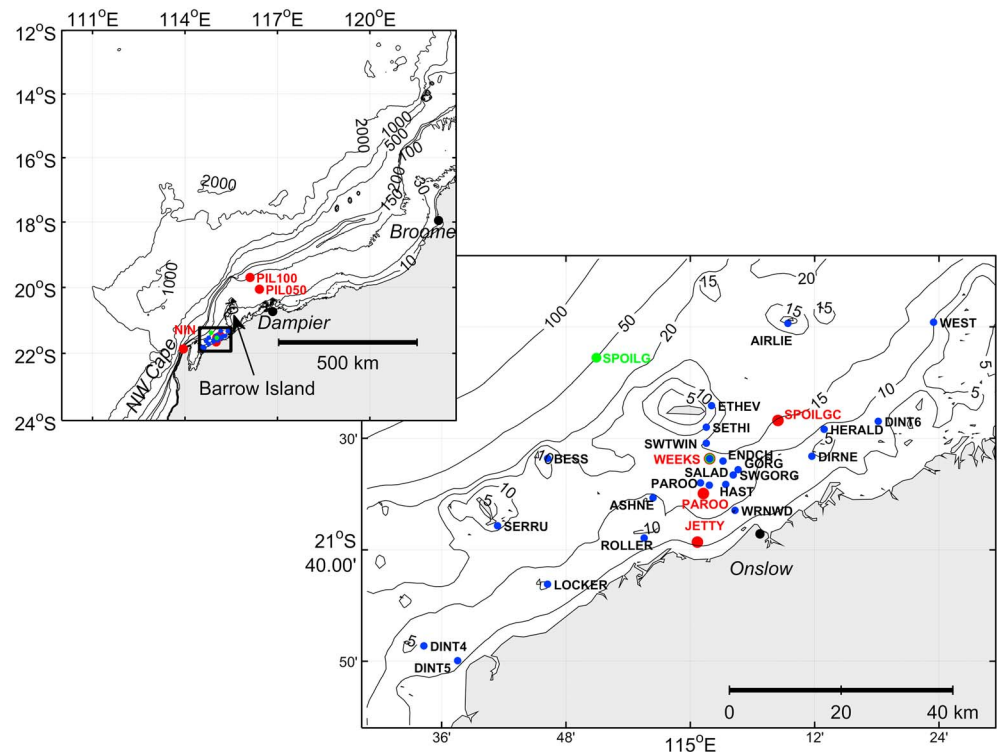 111°E 114°E 117°E 120°E
12°S
14°S
16°S
18°S
20°S
22°S
24°S
2000
1000
500
100
2000
200
150
50
Broome
10
1000
PIL100
PIL050
NIN
Dampier
500 km
NW Cape
Barrow Island
100
50
20
15
20
15
15
AIRLIE
WEST
SPOILG
5
10
ETHEV
15
10
5
SPOILGC
SETHI
HERALD
DINT6
5
30'
SWTWIN
BESS
WEEKS
ENDCH
GORG
DIRNE
SALAD
SWGORG
10
5
PAROO
HAST
ASHNE
PAROO
WRNWD
SERRU
JETTY
10
ROLLER
21°S
40.00'
Onslow
LOCKER
5
DINT4
DINT5
50'
0 20 40 km
36' 48' 115°E 12' 24'